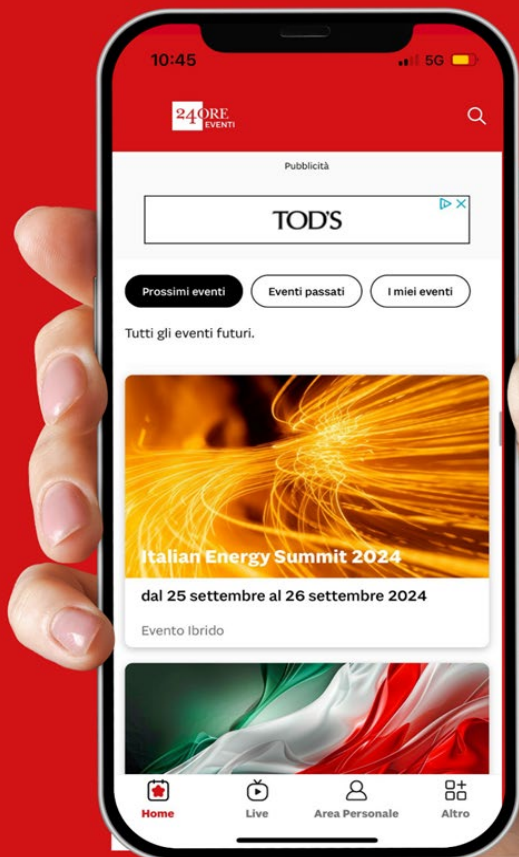 10:45
5G
24ORE
EVENTI
Pubblicità
TOD'S
Prossimi eventi
Eventi passati
I miei eventi
Tutti gli eventi futuri.
Italian Energy Summit 2024
dal 25 settembre al 26 settembre 2024
Evento Ibrido
Home
Live
Area Personale
Altro